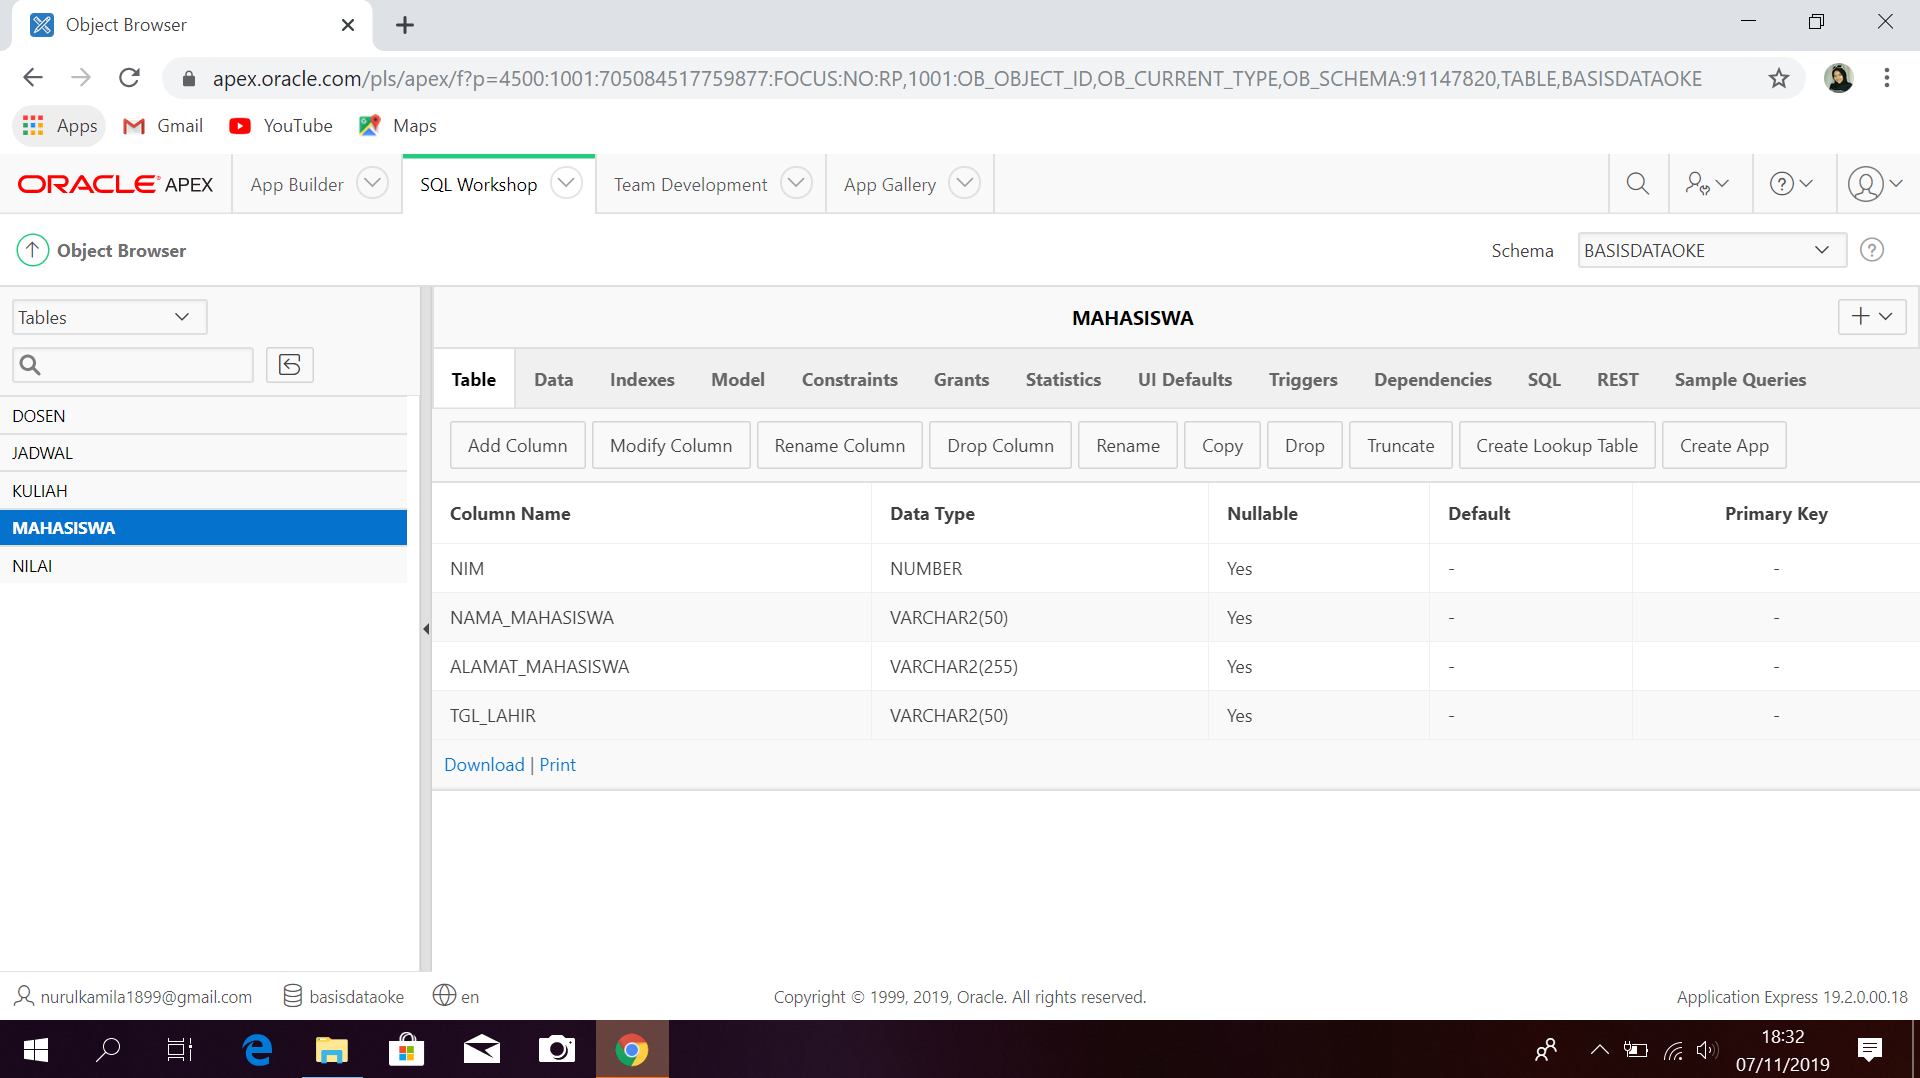 Object Browser
apex.oracle.com/pls/apex/f?p=4500:1001:705084517759877:FOCUS:NO:RP,1001:OB_OBJECT_ID,OB_CURRENT_TYPE,OB_SCHEMA:91147820,TABLE,BASISDATAOKE
Apps Gmail YouTube Maps
ORACLE APEX App Builder SQL Workshop Team Development App Gallery
Object Browser Schema BASISDATAOKE
Tables
MAHASISWA
Table Data Indexes Model Constraints Grants Statistics UI Defaults Triggers Dependencies SQL REST Sample Queries
DOSEN
JADWAL
KULIAH
MAHASISWA
NILAI
Add Column Modify Column Rename Column Drop Column Rename Copy Drop Truncate Create Lookup Table Create App
Column Name Data Type Nullable Default Primary Key
NIM NUMBER Yes - -
NAMA_MAHASISWA VARCHAR2(50) Yes - -
ALAMAT_MAHASISWA VARCHAR2(255) Yes - -
TGL_LAHIR VARCHAR2(50) Yes - -
Download | Print
nurulkamila1899@gmail.com basisdataoke en Copyright © 1999, 2019, Oracle. All rights reserved. Application Express 19.2.0.00.18
18:32
07/11/2019